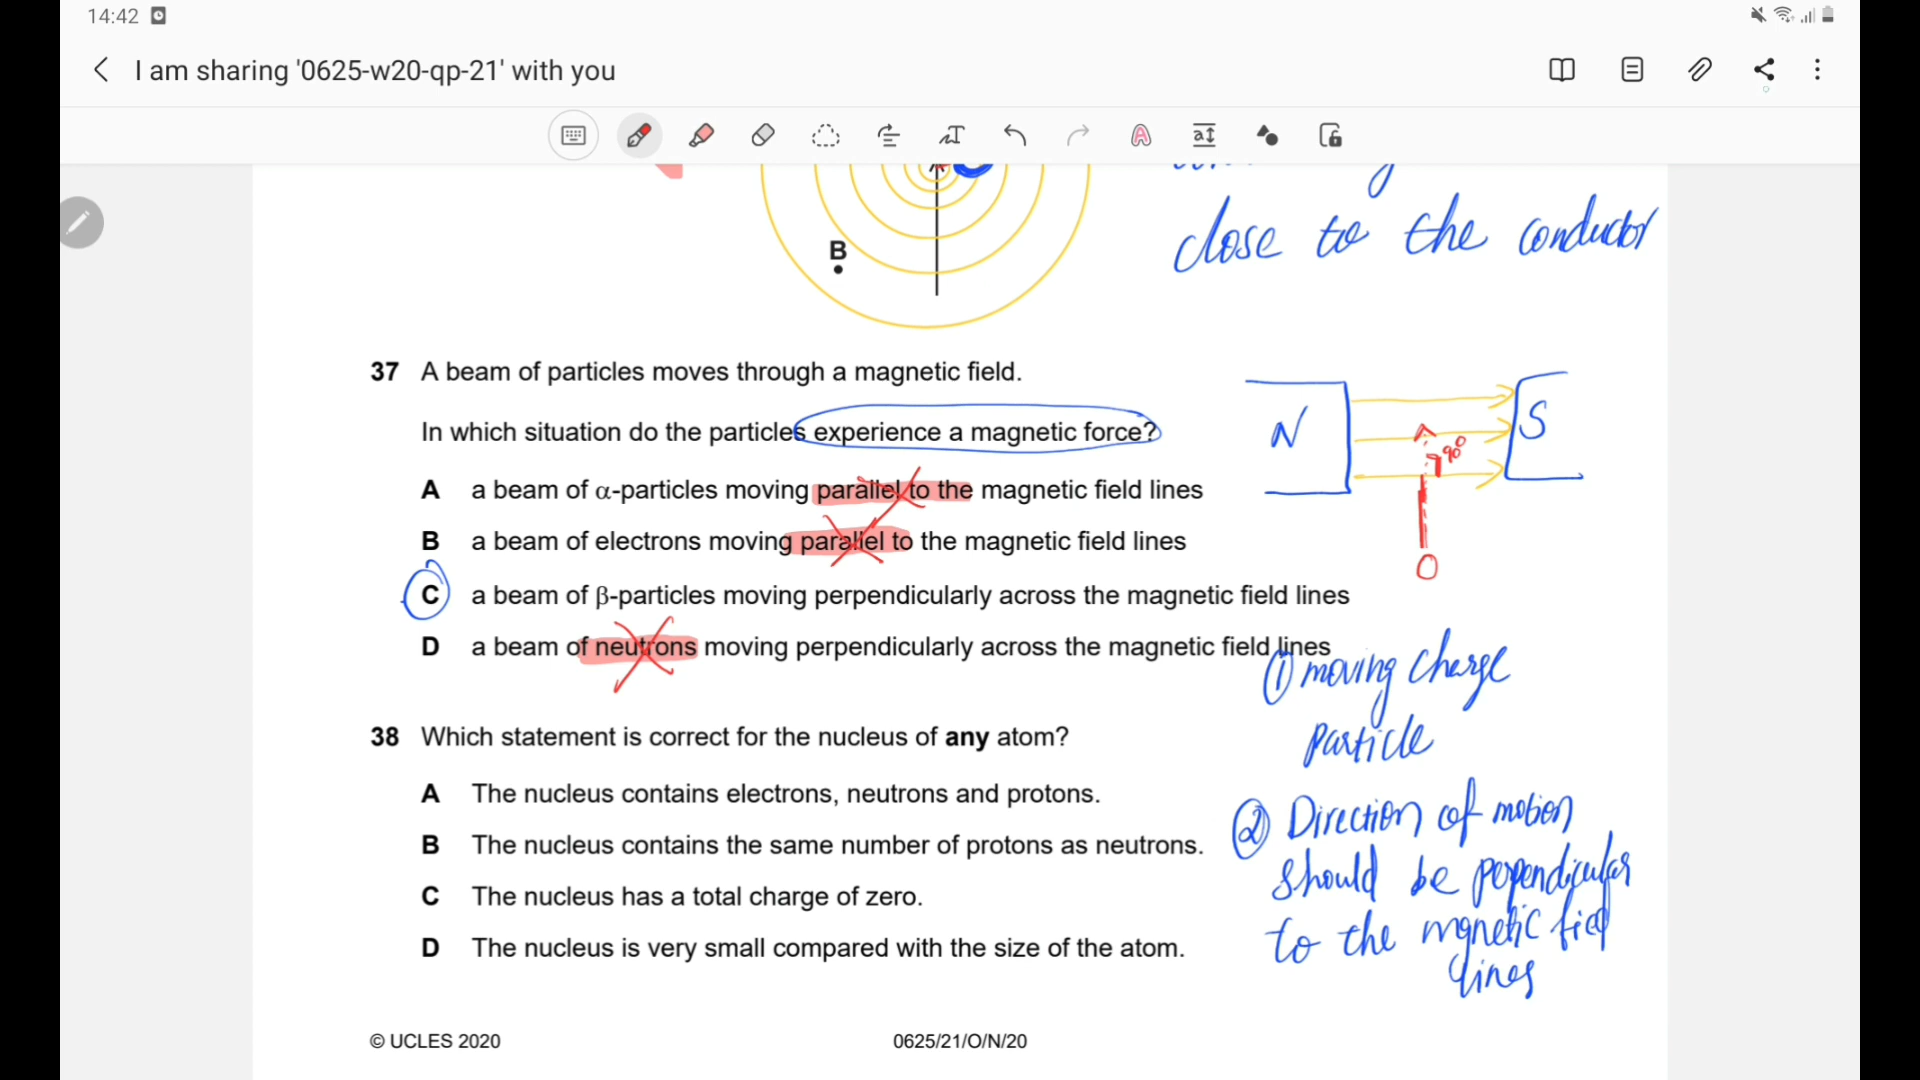 14:42
I am sharing '0625-w20-qp-21' with you
close to the conductor
B
37 A beam of particles moves through a magnetic field.
In which situation do the particles experience a magnetic force?
A a beam of α-particles moving parallel to the magnetic field lines
B a beam of electrons moving parallel to the magnetic field lines
C a beam of β-particles moving perpendicularly across the magnetic field lines
D a beam of neutrons moving perpendicularly across the magnetic field lines
N
S
90°
① moving charge
particle
② Direction of motion
should be perpendicular
to the
lines
38 Which statement is correct for the nucleus of any atom?
A The nucleus contains electrons, neutrons and protons.
B The nucleus contains the same number of protons as neutrons.
C The nucleus has a total charge of zero.
D The nucleus is very small compared with the size of the atom.
© UCLES 2020
0625/21/O/N/20